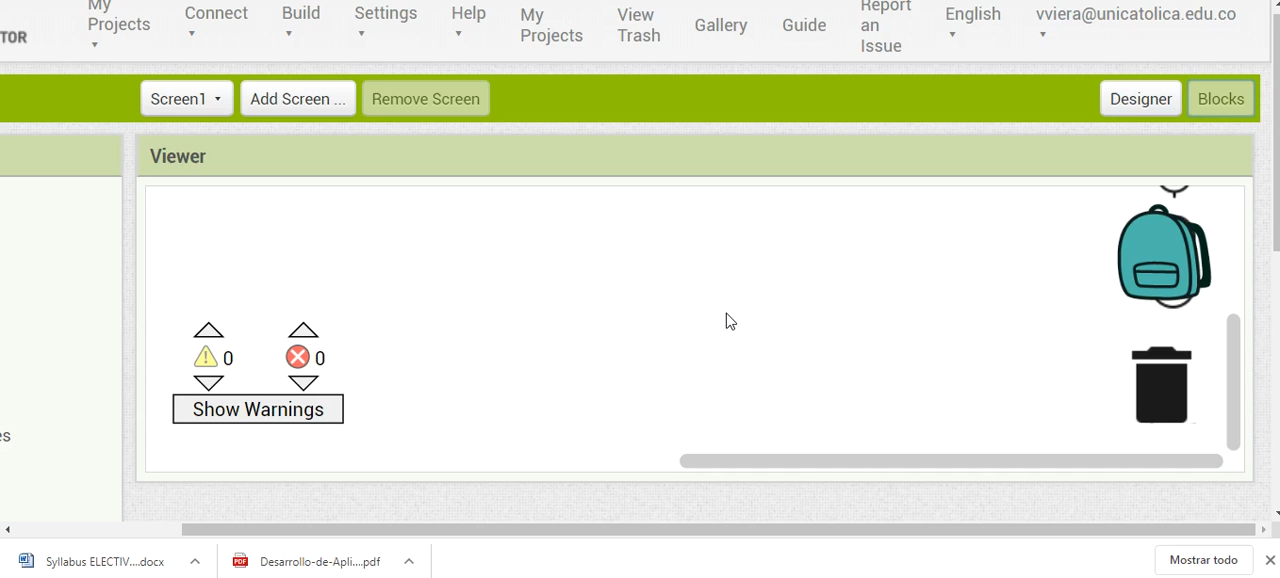 My Projects
Connect
Build
Settings
Help
My Projects
View Trash
Gallery
Guide
Report an Issue
English
vviera@unicatolica.edu.co
TOR
Screen1
Add Screen ...
Remove Screen
Designer
Blocks
Viewer
0
0
Show Warnings
es
Syllabus ELECTIV....docx
PDF
Desarrollo-de-Apli....pdf
Mostrar todo